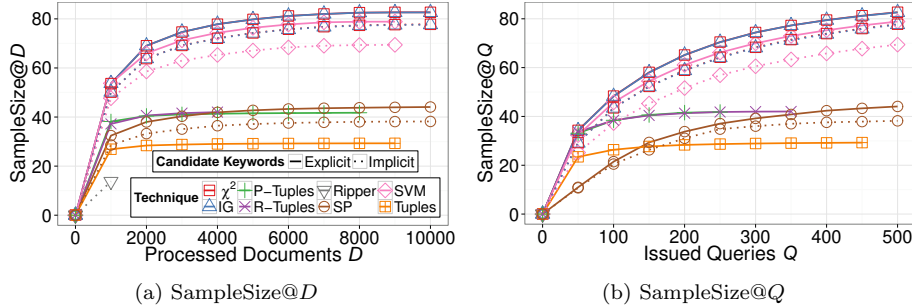 SampleSize@D
80
60
40
20
0
Candidate Keywords Explicit Implicit
Technique
χ² P−Tuples Ripper SVM
IG R−Tuples SP Tuples
0 2000 4000 6000 8000 10000
Processed Documents D
(a) SampleSize@D
SampleSize@Q
80
60
40
20
0
0 100 200 300 400 500
Issued Queries Q
(b) SampleSize@Q